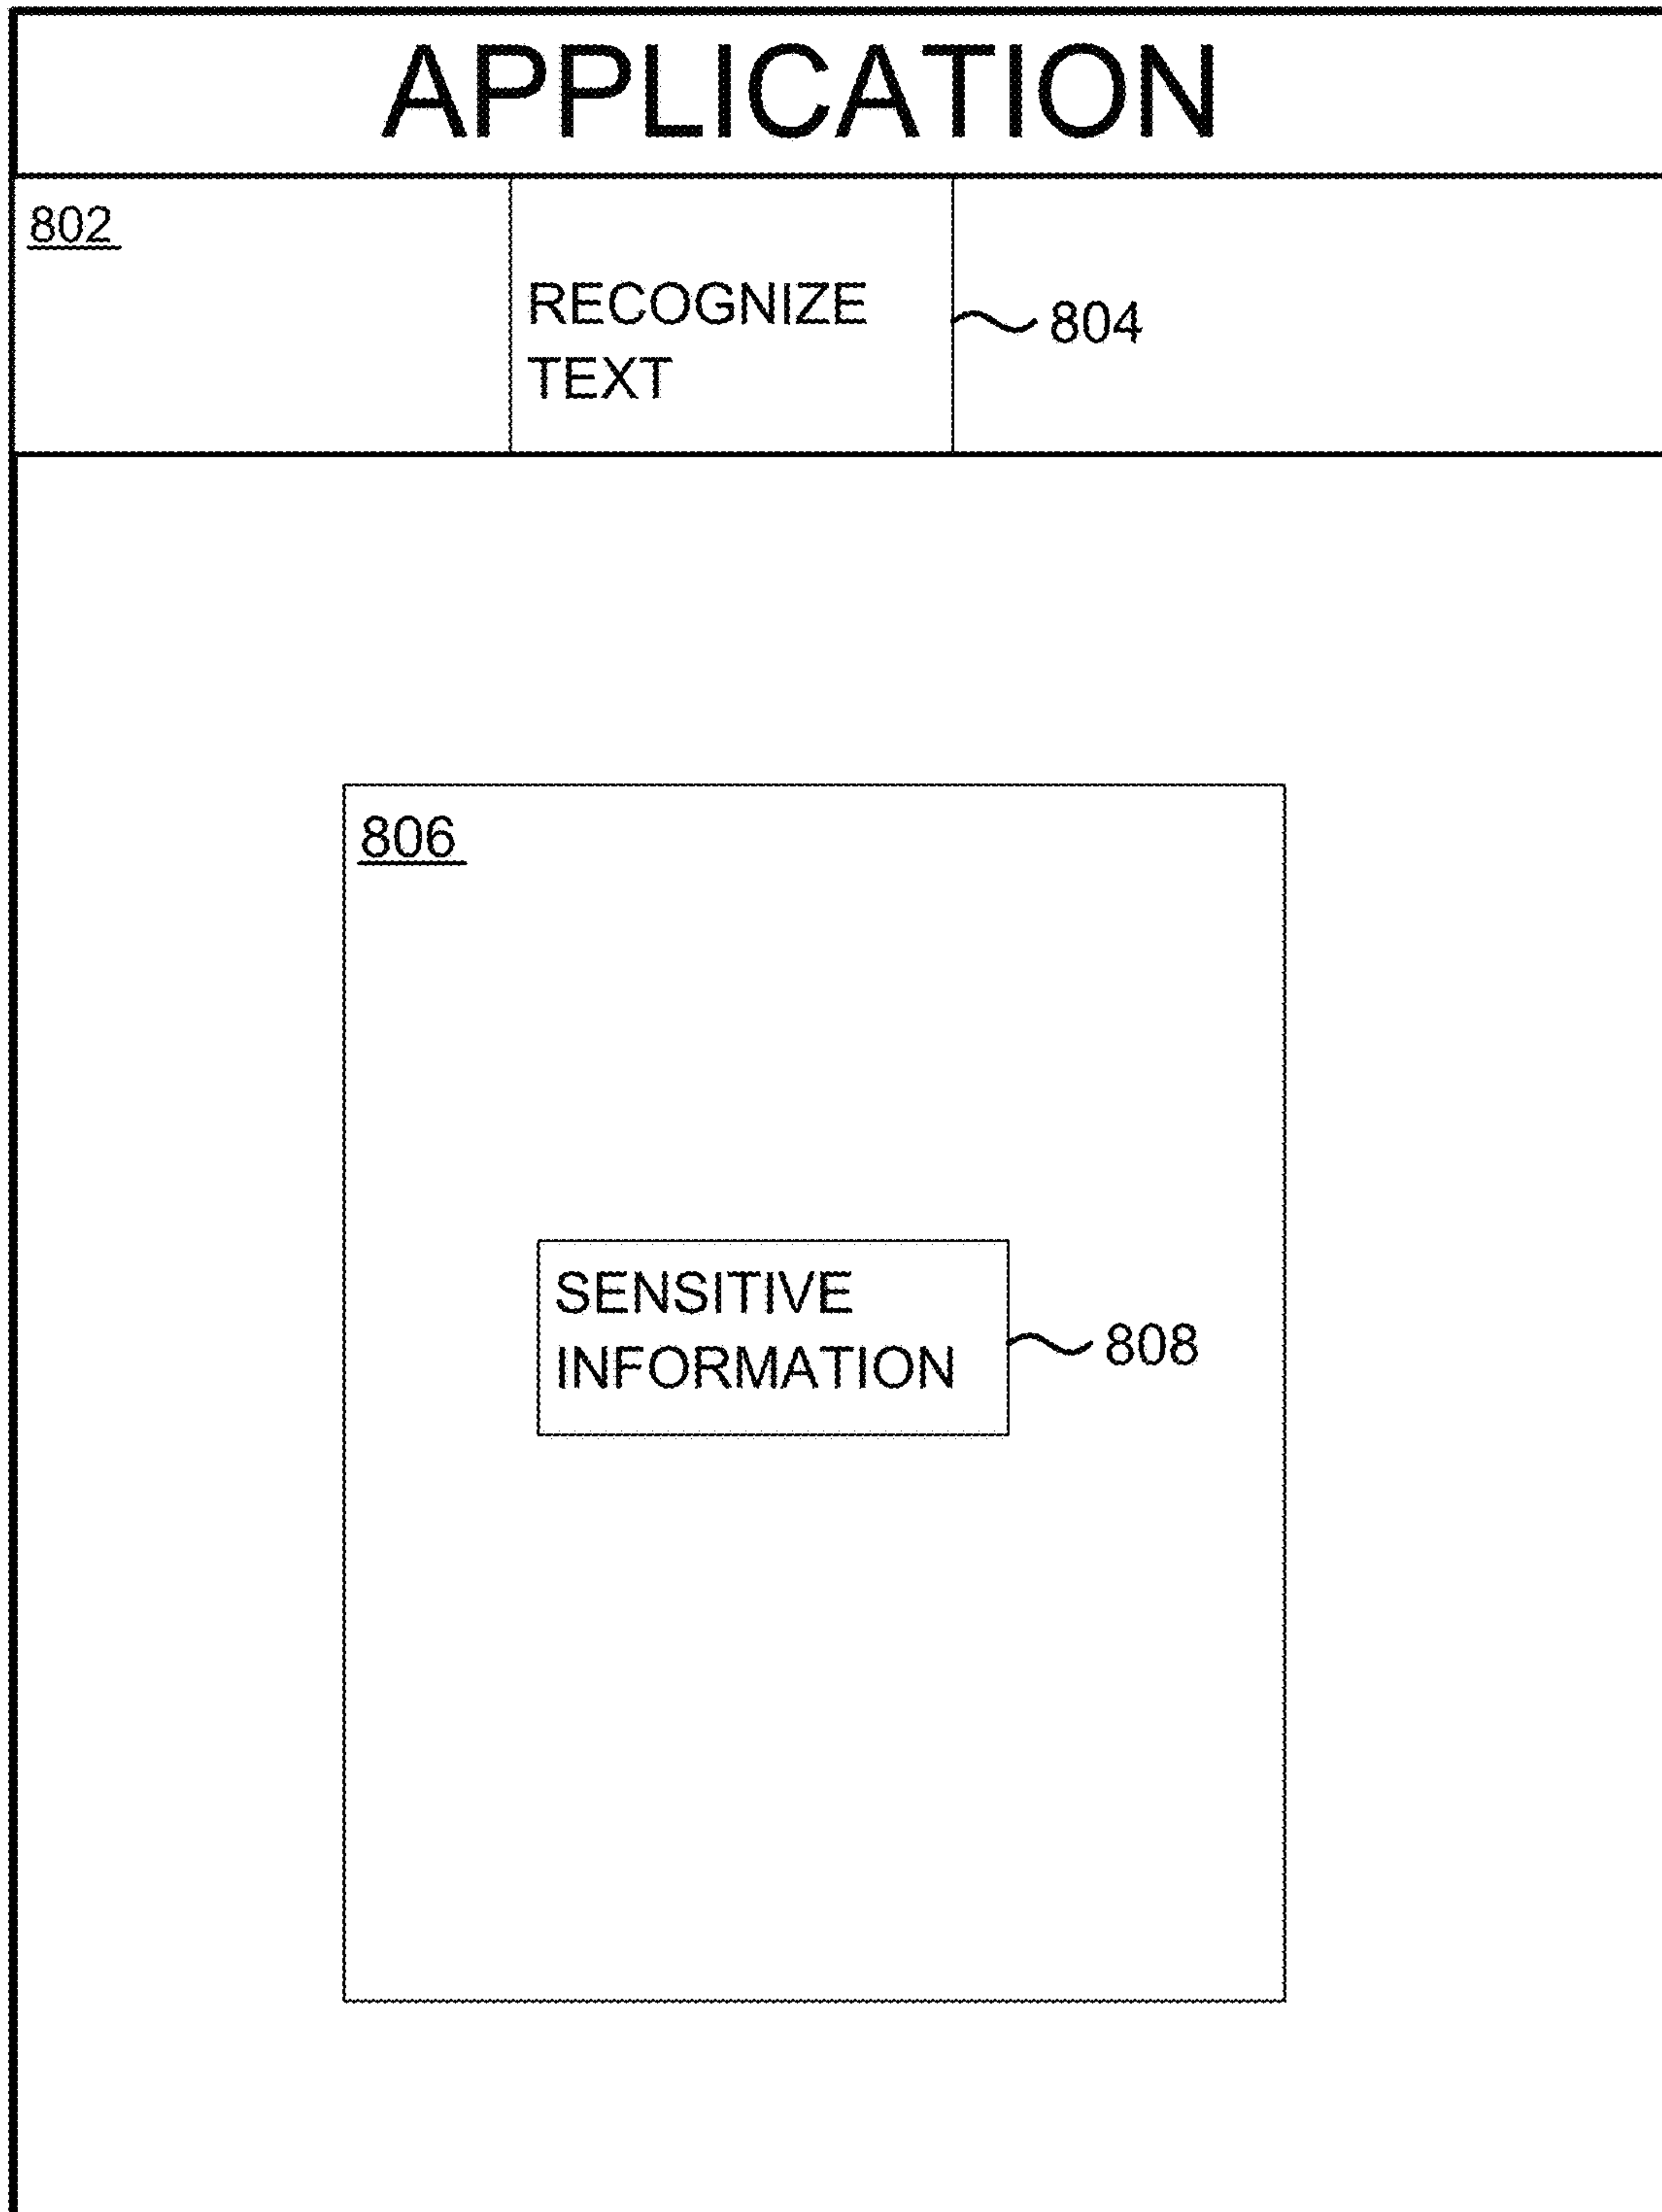 APPLICATION
802
RECOGNIZE
TEXT
804
806
SENSITIVE
INFORMATION
808